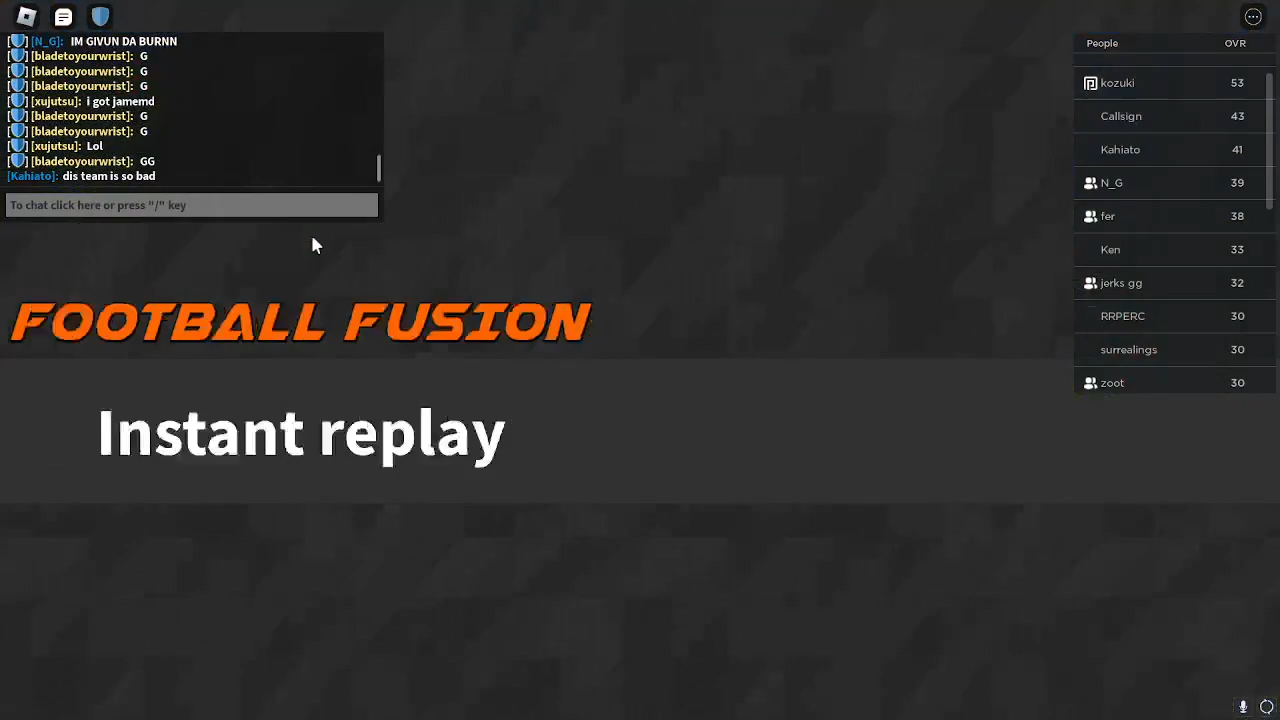 [N_G]: IM GIVUN DA BURNN
[bladetoyourwrist]: G
[bladetoyourwrist]: G
[bladetoyourwrist]: G
[xujutsu]: i got jamemd
[bladetoyourwrist]: G
[bladetoyourwrist]: G
[xujutsu]: Lol
[bladetoyourwrist]: GG
[Kahiato]: dis team is so bad
To chat click here or press "/" key
People OVR
kozuki 53
Callsign 43
Kahiato 41
N_G 39
fer 38
Ken 33
jerks gg 32
RRPERC 30
surrealings 30
zoot 30
FOOTBALL FUSION
Instant replay